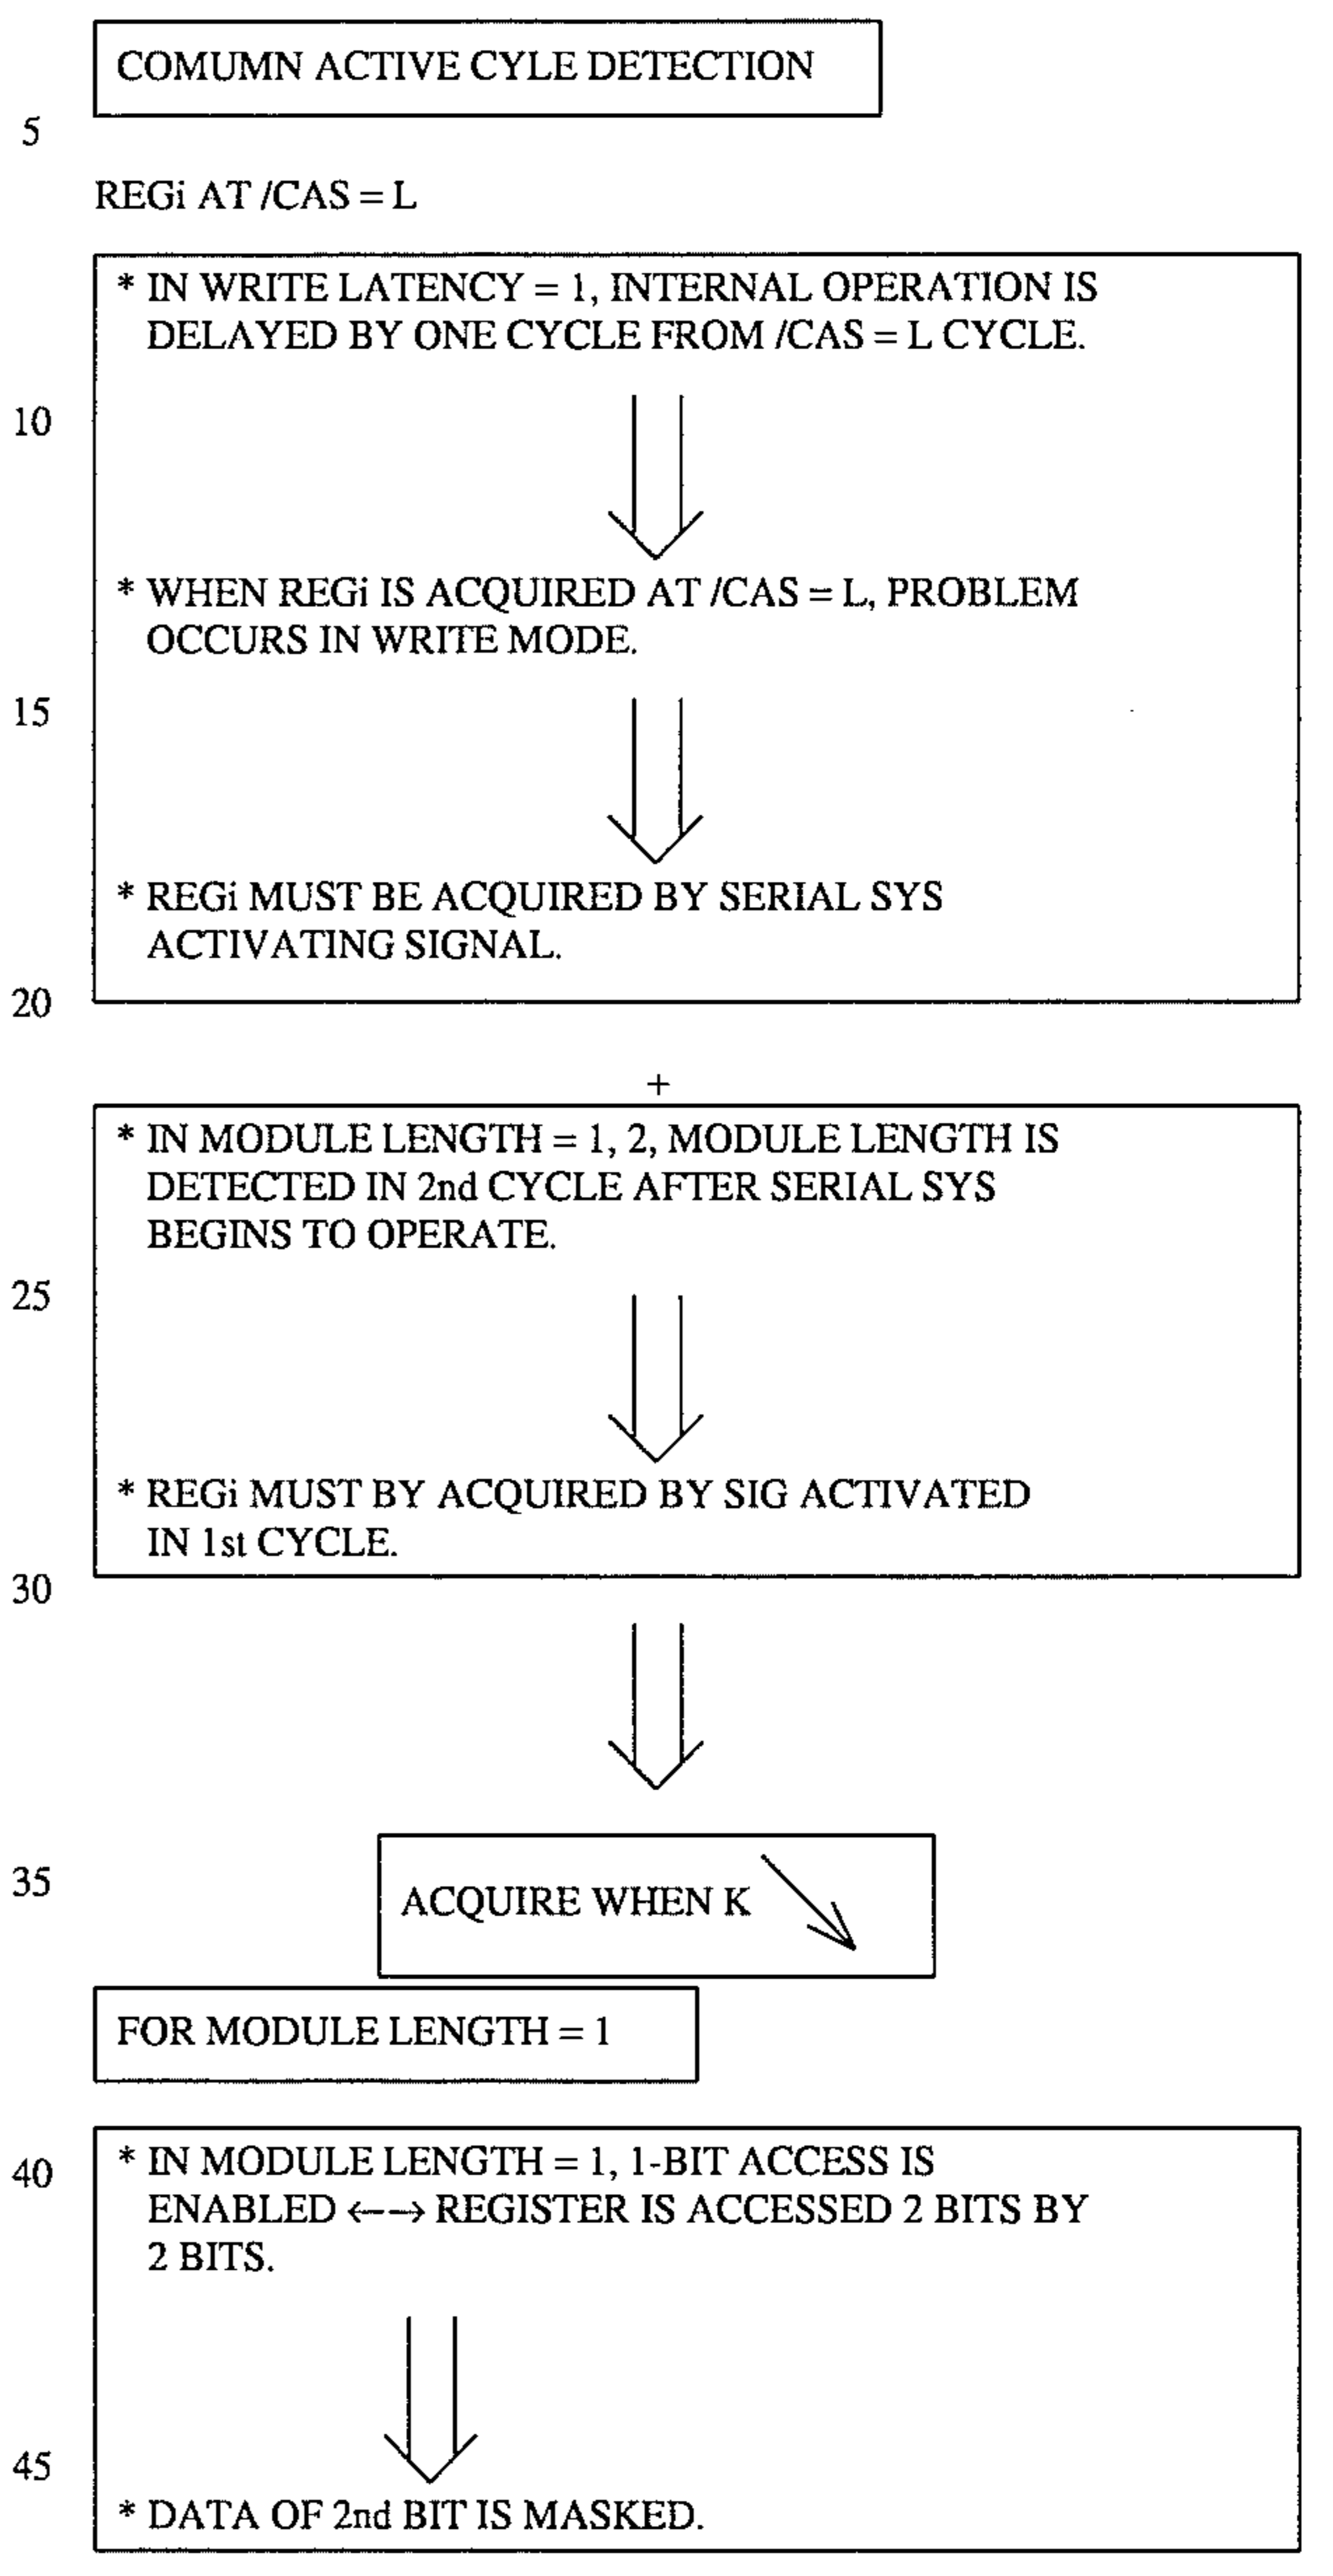 COMUMN ACTIVE CYLE DETECTION
5
REGi AT /CAS = L
* IN WRITE LATENCY = 1, INTERNAL OPERATION IS
DELAYED BY ONE CYCLE FROM /CAS = L CYCLE.
10
* WHEN REGi IS ACQUIRED AT /CAS = L, PROBLEM
OCCURS IN WRITE MODE.
15
* REGi MUST BE ACQUIRED BY SERIAL SYS
ACTIVATING SIGNAL.
20
+
* IN MODULE LENGTH = 1, 2, MODULE LENGTH IS
DETECTED IN 2nd CYCLE AFTER SERIAL SYS
BEGINS TO OPERATE.
25
* REGi MUST BY ACQUIRED BY SIG ACTIVATED
IN 1st CYCLE.
30
35
ACQUIRE WHEN K
FOR MODULE LENGTH = 1
* IN MODULE LENGTH = 1, 1-BIT ACCESS IS
40
ENABLED ←–→ REGISTER IS ACCESSED 2 BITS BY
2 BITS.
45
* DATA OF 2nd BIT IS MASKED.